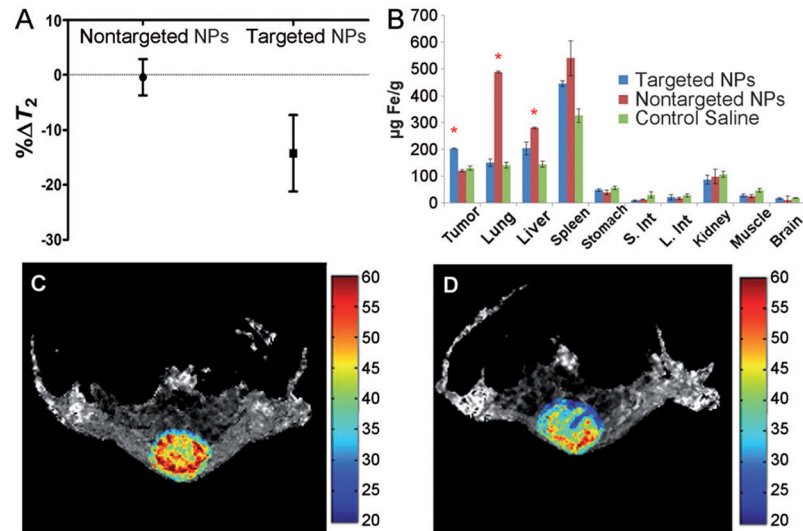 A
Nontargeted NPs
Targeted NPs
10
0
-10
-20
-30
%ΔT2
B
µg Fe/g
700
600
500
400
300
200
100
0
*
*
*
Targeted NPs
Nontargeted NPs
Control Saline
Tumor
Lung
Liver
Spleen
Stomach
S. Int
L. Int
Kidney
Muscle
Brain
C
60
55
50
45
40
35
30
25
20
D
60
55
50
45
40
35
30
25
20